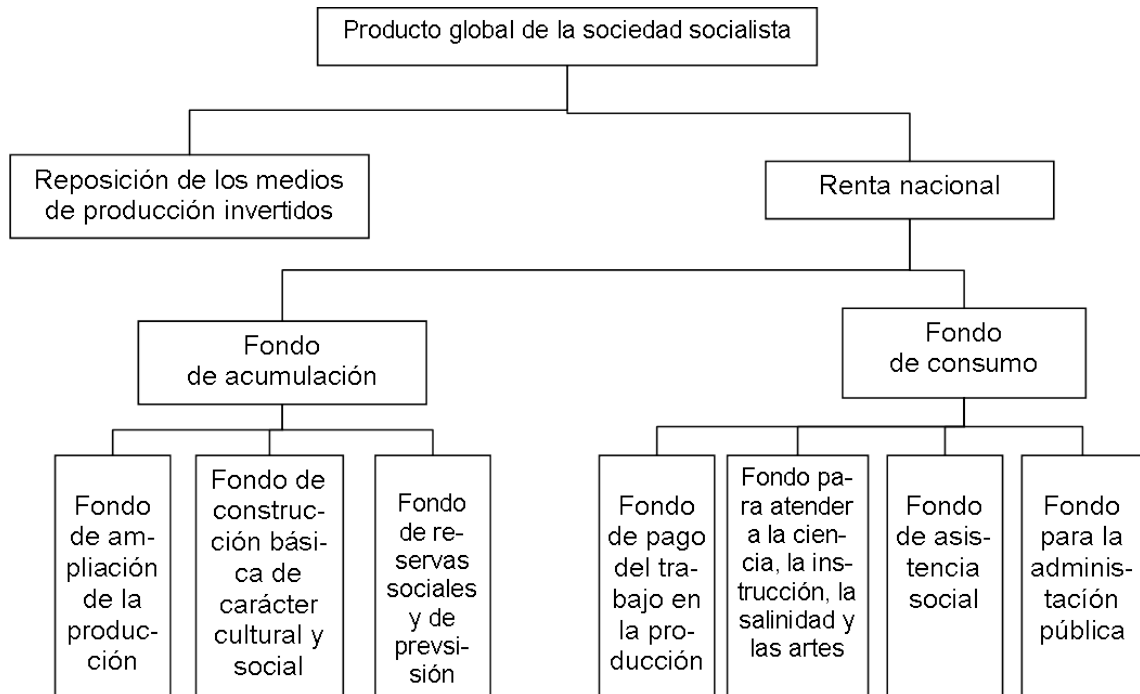 Producto global de la sociedad socialista
Reposición de los medios
de producción invertidos
Renta nacional
Fondo
de acumulación
Fondo
de consumo
Fondo
de am-
pliación
de la
produc-
ción
Fondo de
construc-
ción bási-
ca de
carácter
cultural y
social
Fondo
de re-
servas
sociales
y de
prevsi-
sión
Fondo
de pago
del tra-
bajo en
la pro-
ducción
Fondo pa-
ra atender
a la cien-
cia, la ins-
trucción, la
salinidad y
las artes
Fondo
de asis-
tencia
social
Fondo
para la
adminis-
tacíón
pública